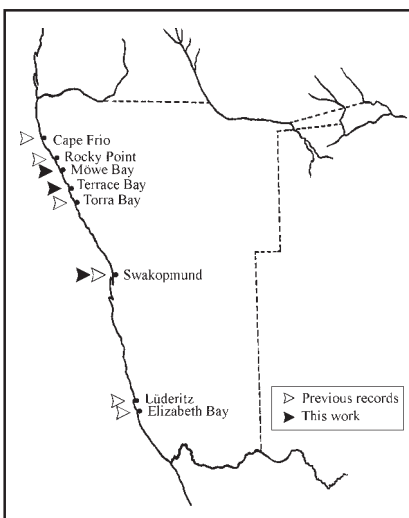 Cape Frio
Rocky Point
Möwe Bay
Terrace Bay
Torra Bay
Swakopmund
Lüderitz
Elizabeth Bay
Previous records
This work